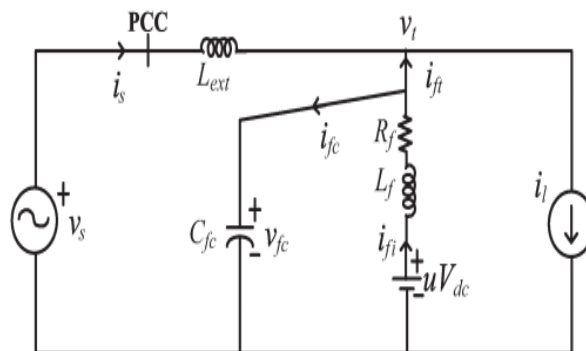 PCC
v_t
i_s
L_ext
i_ft
i_fc
R_f
L_f
i_l
+
v_s
C_fc
+
-
v_fc
i_fi
+
-
uV_dc